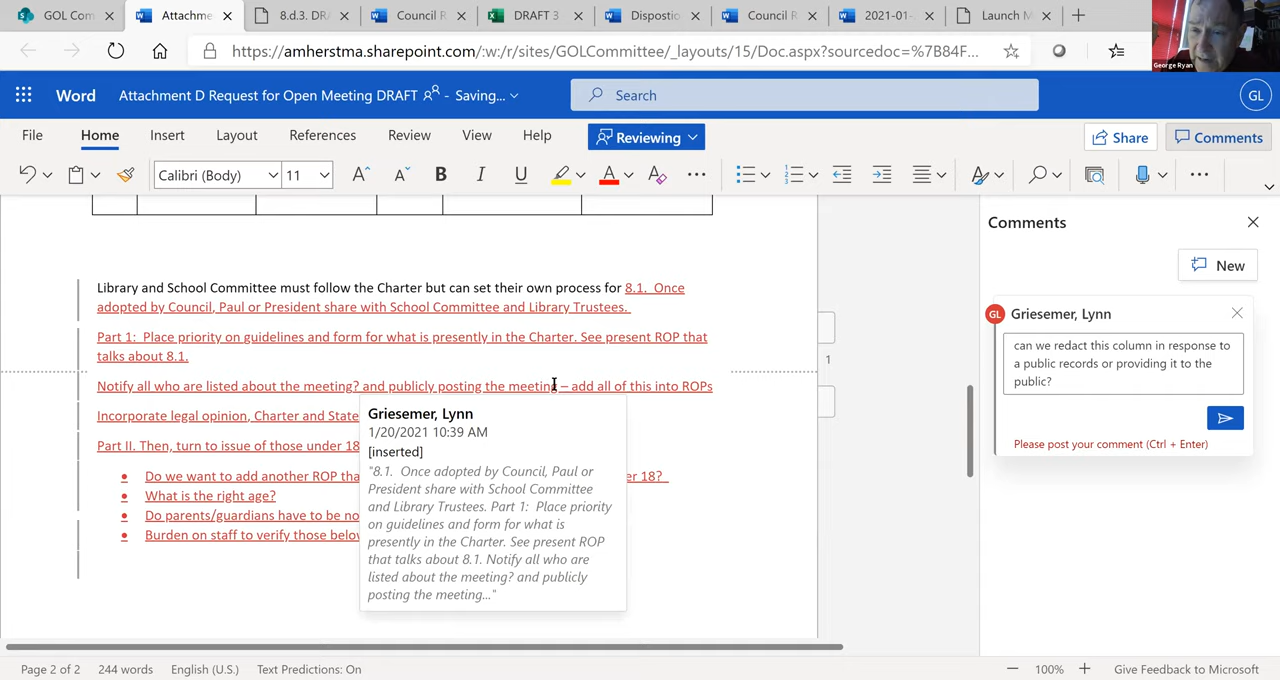 GOL Com
Attachme
8.d.3. DRA
Council R
DRAFT 3
Dispostic
Council R
2021-01-
Launch M
https://amherstma.sharepoint.com/:w:/r/sites/GOLCommittee/_layouts/15/Doc.aspx?sourcedoc=%7B84F...
George Ryan
Word
Attachment D Request for Open Meeting DRAFT - Saving...
Search
GL
File Home Insert Layout References Review View Help Reviewing Share Comments
Calibri (Body) 11 B I U A
Library and School Committee must follow the Charter but can set their own process for 8.1. Once
adopted by Council, Paul or President share with School Committee and Library Trustees.
Part 1: Place priority on guidelines and form for what is presently in the Charter. See present ROP that
talks about 8.1.
Notify all who are listed about the meeting? and publicly posting the meeting – add all of this into ROPs
Incorporate legal opinion, Charter and State
Part II. Then, turn to issue of those under 18
Do we want to add another ROP tha er 18?
What is the right age?
Do parents/guardians have to be no
Burden on staff to verify those below
Griesemer, Lynn
1/20/2021 10:39 AM
[inserted]
"8.1. Once adopted by Council, Paul or
President share with School Committee
and Library Trustees. Part 1: Place priority
on guidelines and form for what is
presently in the Charter. See present ROP
that talks about 8.1. Notify all who are
listed about the meeting? and publicly
posting the meeting..."
1
Comments
New
GL Griesemer, Lynn
can we redact this column in response to
a public records or providing it to the
public?
Please post your comment (Ctrl + Enter)
Page 2 of 2 244 words English (U.S.) Text Predictions: On 100% Give Feedback to Microsoft